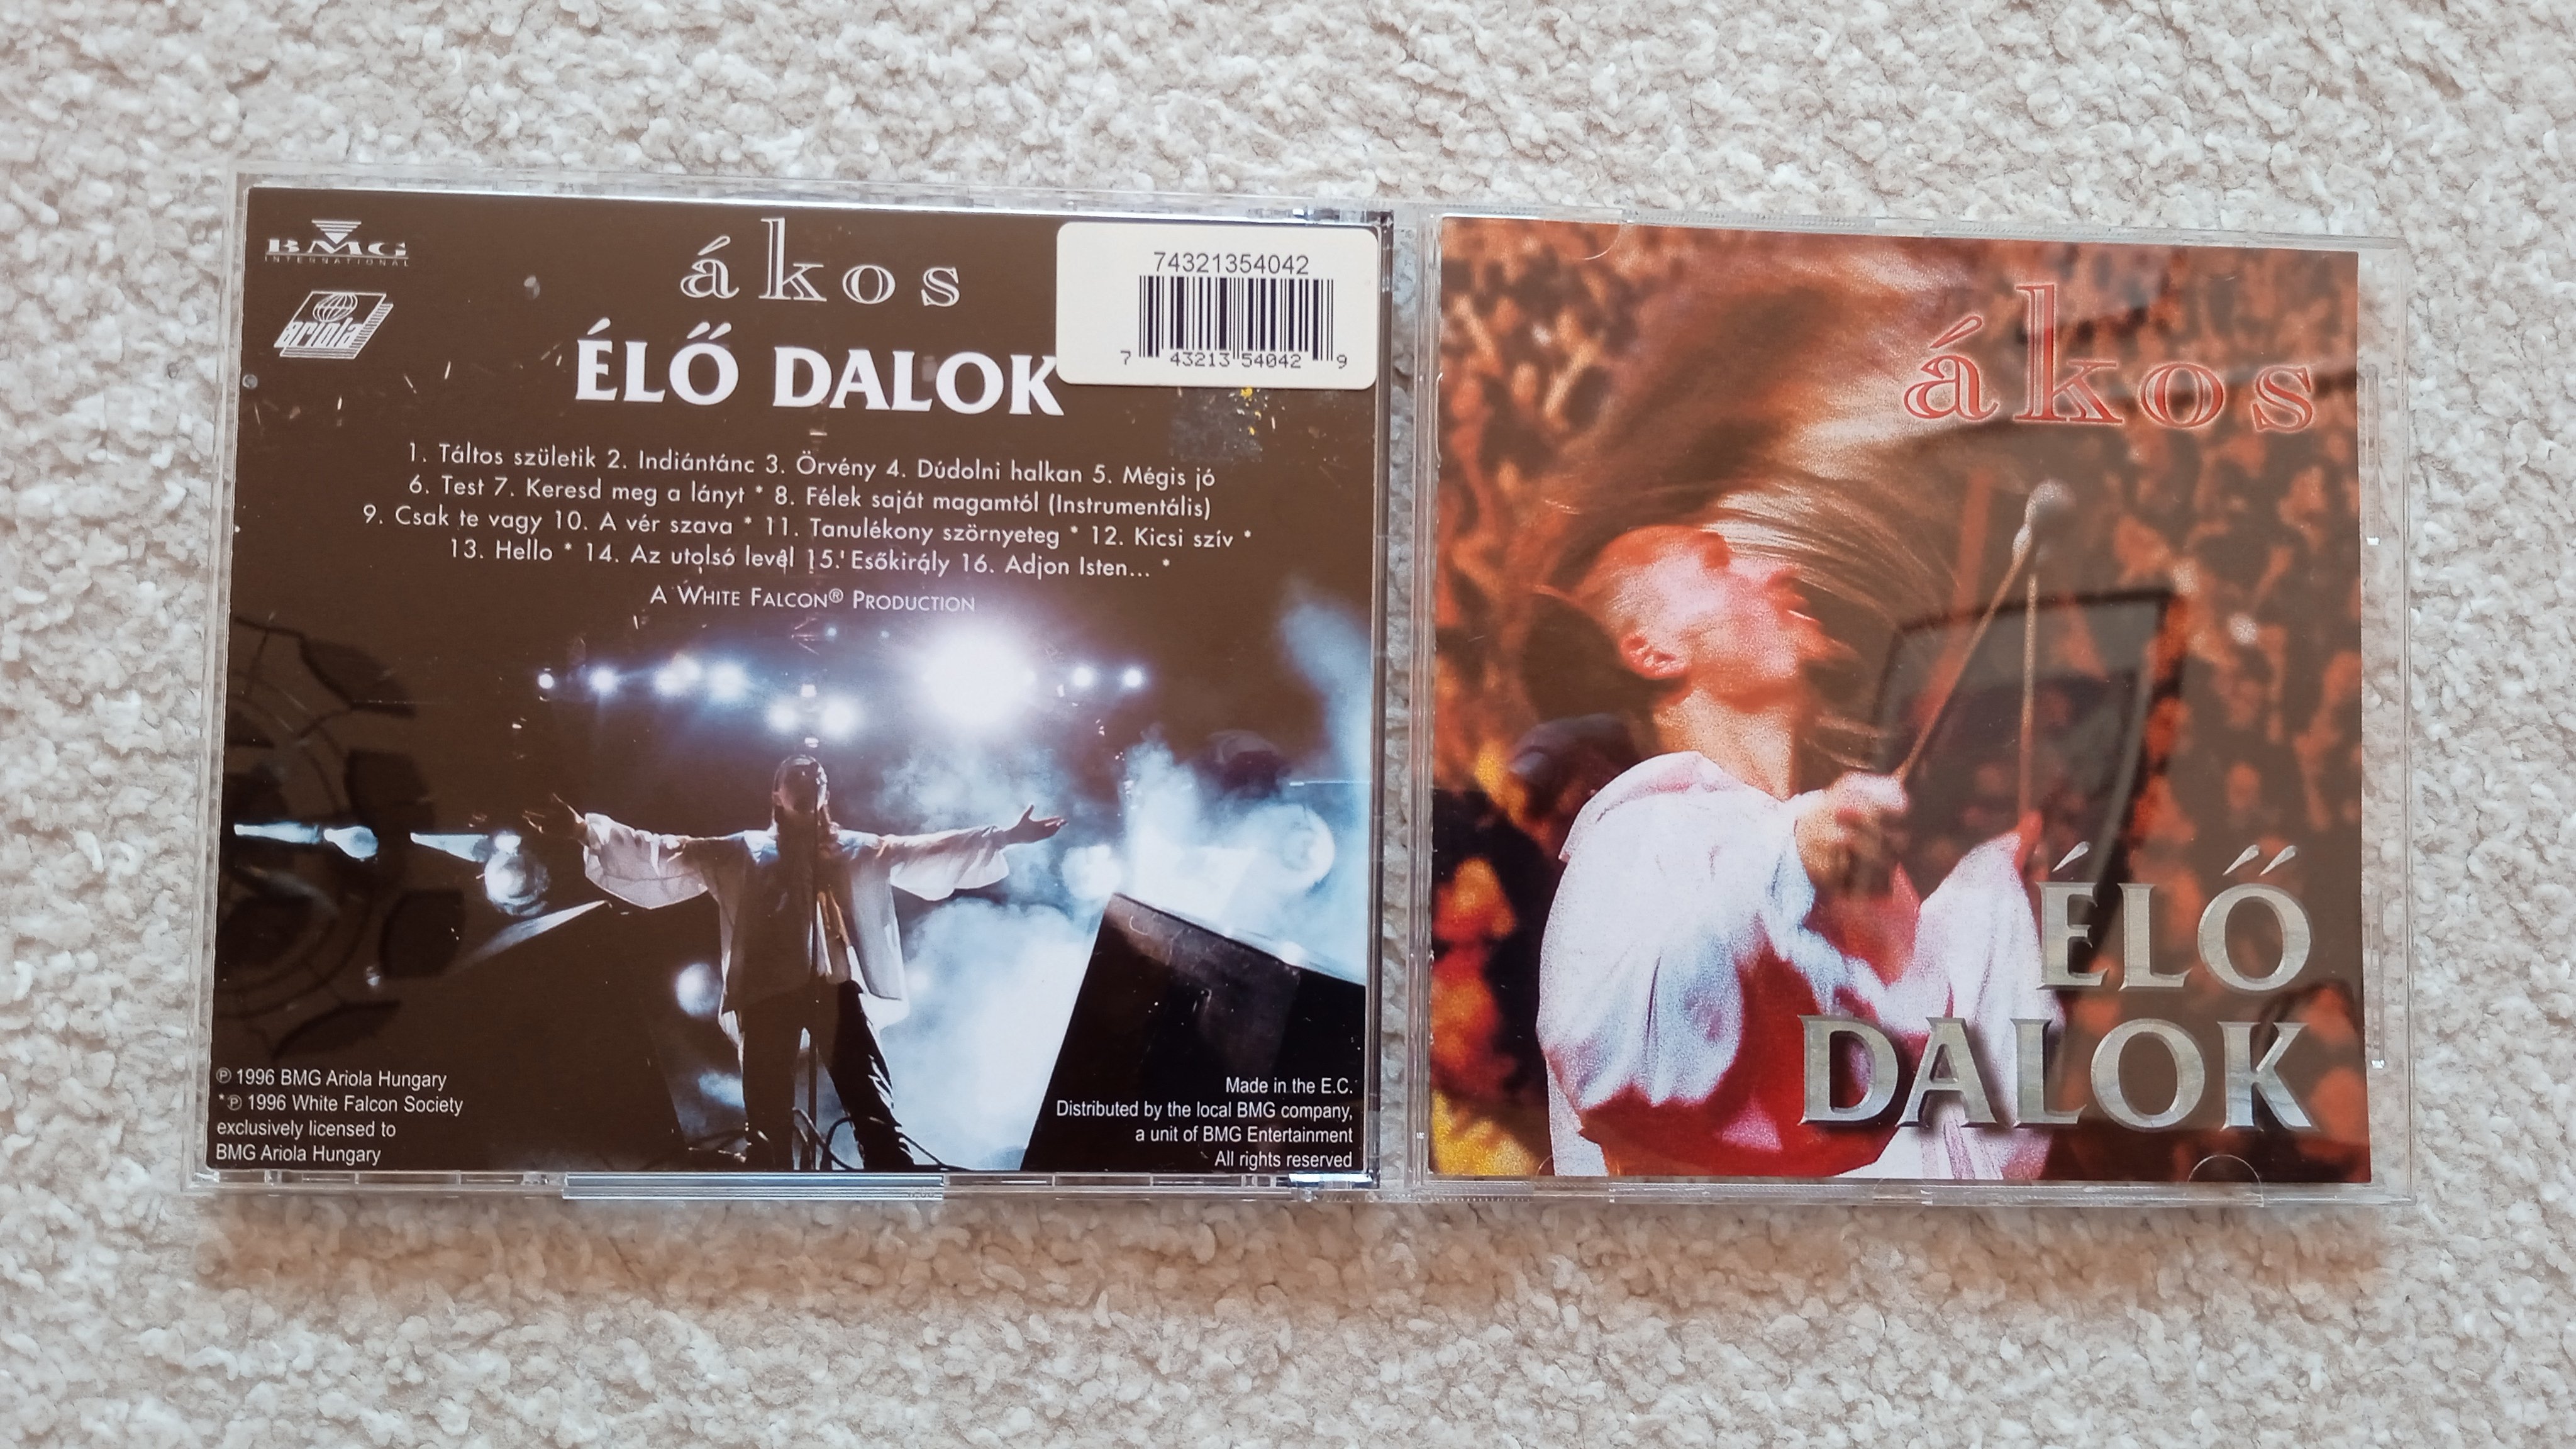 BMG
INTERNATIONAL
ariola
ákos
ÉLŐ DALOK
74321354042
7 43213 54042 9
1. Táltos születik 2. Indiántánc 3. Örvény 4. Dúdolni halkan 5. Mégis jó
6. Test 7. Keresd meg a lányt * 8. Félek saját magamtól (Instrumentális)
9. Csak te vagy 10. A vér szava * 11. Tanulékony szörnyeteg * 12. Kicsi szív *
13. Hello * 14. Az utolsó levél 15. Esőkirály 16. Adjon Isten... *
A WHITE FALCON® PRODUCTION
℗ 1996 BMG Ariola Hungary
*℗ 1996 White Falcon Society
exclusively licensed to
BMG Ariola Hungary
Made in the E.C.
Distributed by the local BMG company,
a unit of BMG Entertainment
All rights reserved
ákos
ÉLŐ
DALOK